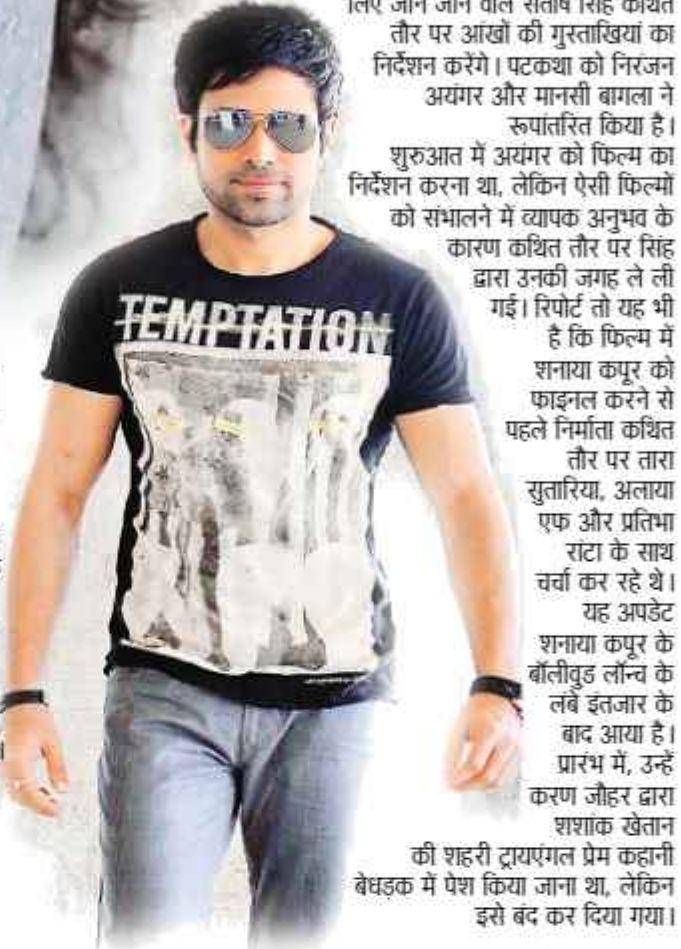 लिए जाने जाने वाले संतोष सिंह कथित
तौर पर आंखों की गुस्ताखियां का
निर्देशन करेंगे। पटकथा को निरंजन
अयंगर और मानसी बागला ने
रूपांतरित किया है।
शुरुआत में अयंगर को फिल्म का
निर्देशन करना था, लेकिन ऐसी फिल्मों
को संभालने में व्यापक अनुभव के
कारण कथित तौर पर सिंह
द्वारा उनकी जगह ले ली
गई। रिपोर्ट तो यह भी
है कि फिल्म में
शनाया कपूर को
फाइनल करने से
पहले निर्माता कथित
तौर पर तारा
सुतारिया, अलाया
एफ और प्रतिभा
रांटा के साथ
चर्चा कर रहे थे।
यह अपडेट
शनाया कपूर के
बॉलीवुड लॉन्च के
लंबे इंतजार के
बाद आया है।
प्रारंभ में, उन्हें
करण जौहर द्वारा
शशांक खेतान
की शहरी ट्रायएंगल प्रेम कहानी
बेधड़क में पेश किया जाना था, लेकिन
इसे बंद कर दिया गया।
TEMPTATION